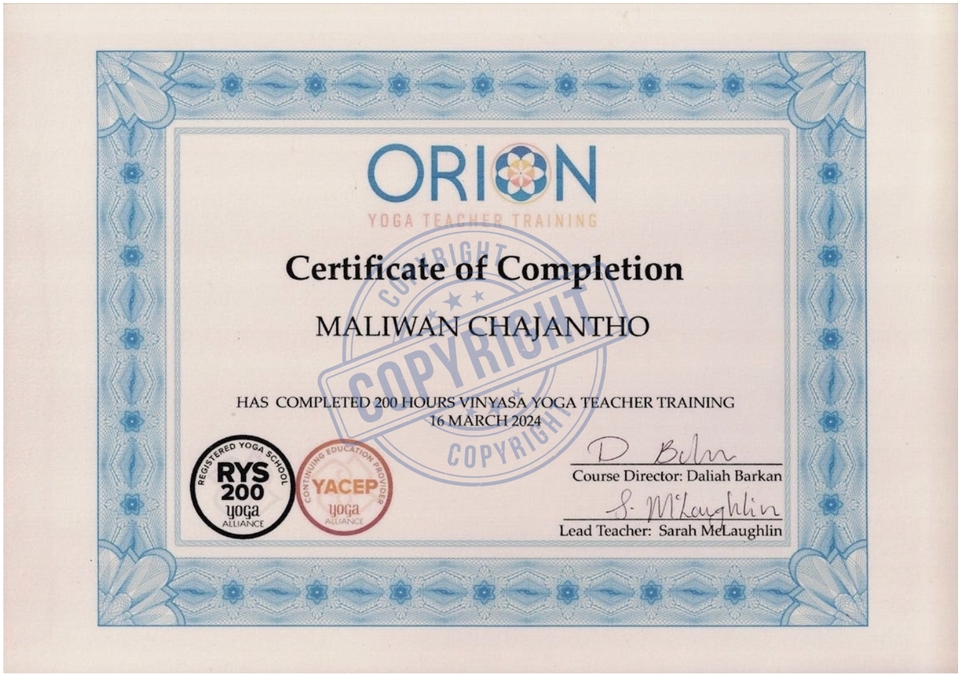 ORION
YOGA TEACHER TRAINING
Certificate of Completion
MALIWAN CHAJANTHO
HAS COMPLETED 200 HOURS VINYASA YOGA TEACHER TRAINING
16 MARCH 2024
COPYRIGHT
COPYRIGHT
COPYRIGHT
REGISTERED YOGA SCHOOL
RYS
200
yoga
ALLIANCE
CONTINUING EDUCATION PROVIDER
YACEP
yoga
ALLIANCE
Course Director: Daliah Barkan
S. McLaughlin
Lead Teacher: Sarah McLaughlin